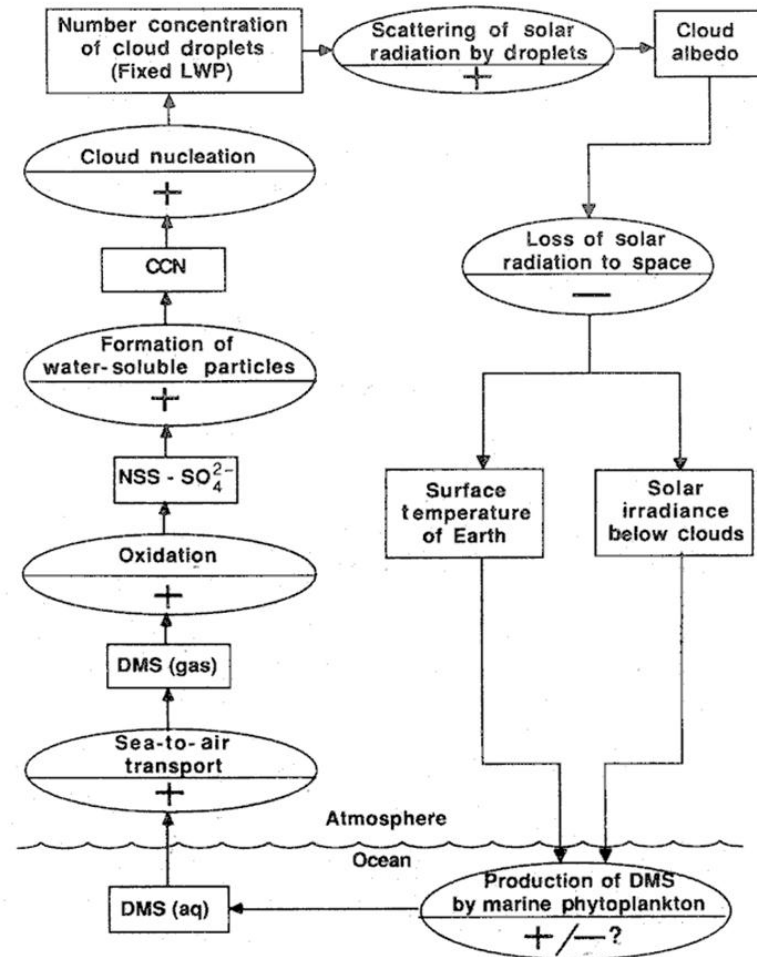 Number concentration
of cloud droplets
(Fixed LWP)
Scattering of solar
radiation by droplets
+
Cloud
albedo
Cloud nucleation
+
Loss of solar
radiation to space
—
CCN
Formation of
water-soluble particles
+
NSS - SO₄²⁻
Surface
temperature
of Earth
Solar
irradiance
below clouds
Oxidation
+
DMS (gas)
Sea-to-air
transport
+
Atmosphere
Ocean
DMS (aq)
Production of DMS
by marine phytoplankton
+/—?